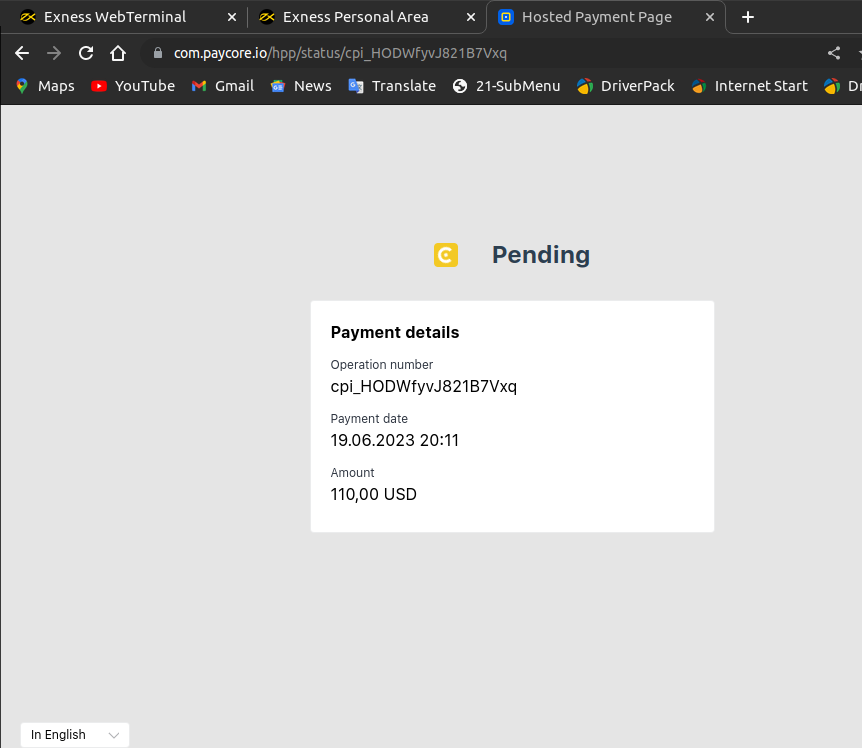 Exness WebTerminal
Exness Personal Area
Hosted Payment Page
com.paycore.io/hpp/status/cpi_HODWfyvJ821B7Vxq
Maps YouTube Gmail News Translate 21-SubMenu DriverPack Internet Start Dr
Pending
Payment details
Operation number
cpi_HODWfyvJ821B7Vxq
Payment date
19.06.2023 20:11
Amount
110,00 USD
In English